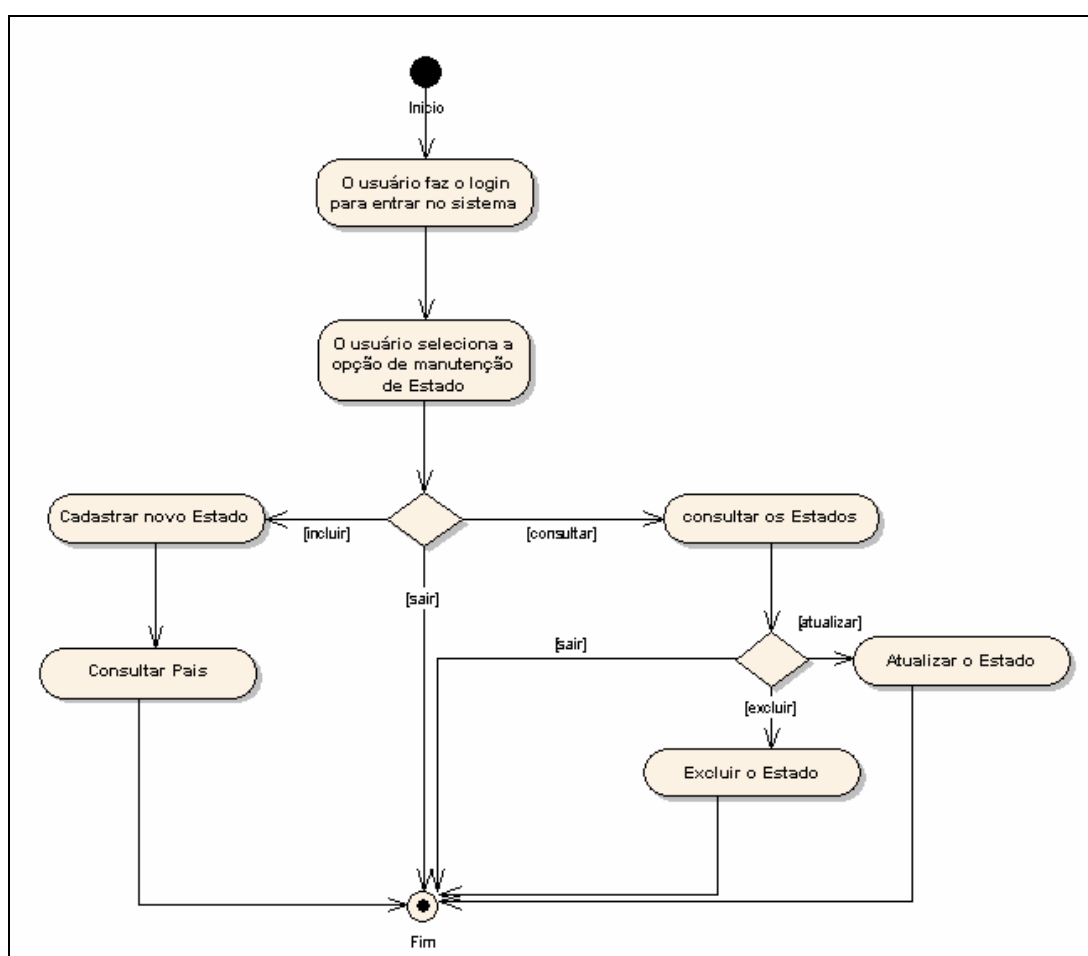 Inicio
O usuário faz o login
para entrar no sistema
O usuário seleciona a
opção de manutenção
de Estado
Cadastrar novo Estado
[incluir]
[consultar]
consultar os Estados
[sair]
[atualizar]
[sair]
Consultar Pais
Atualizar o Estado
[excluir]
Excluir o Estado
Fim